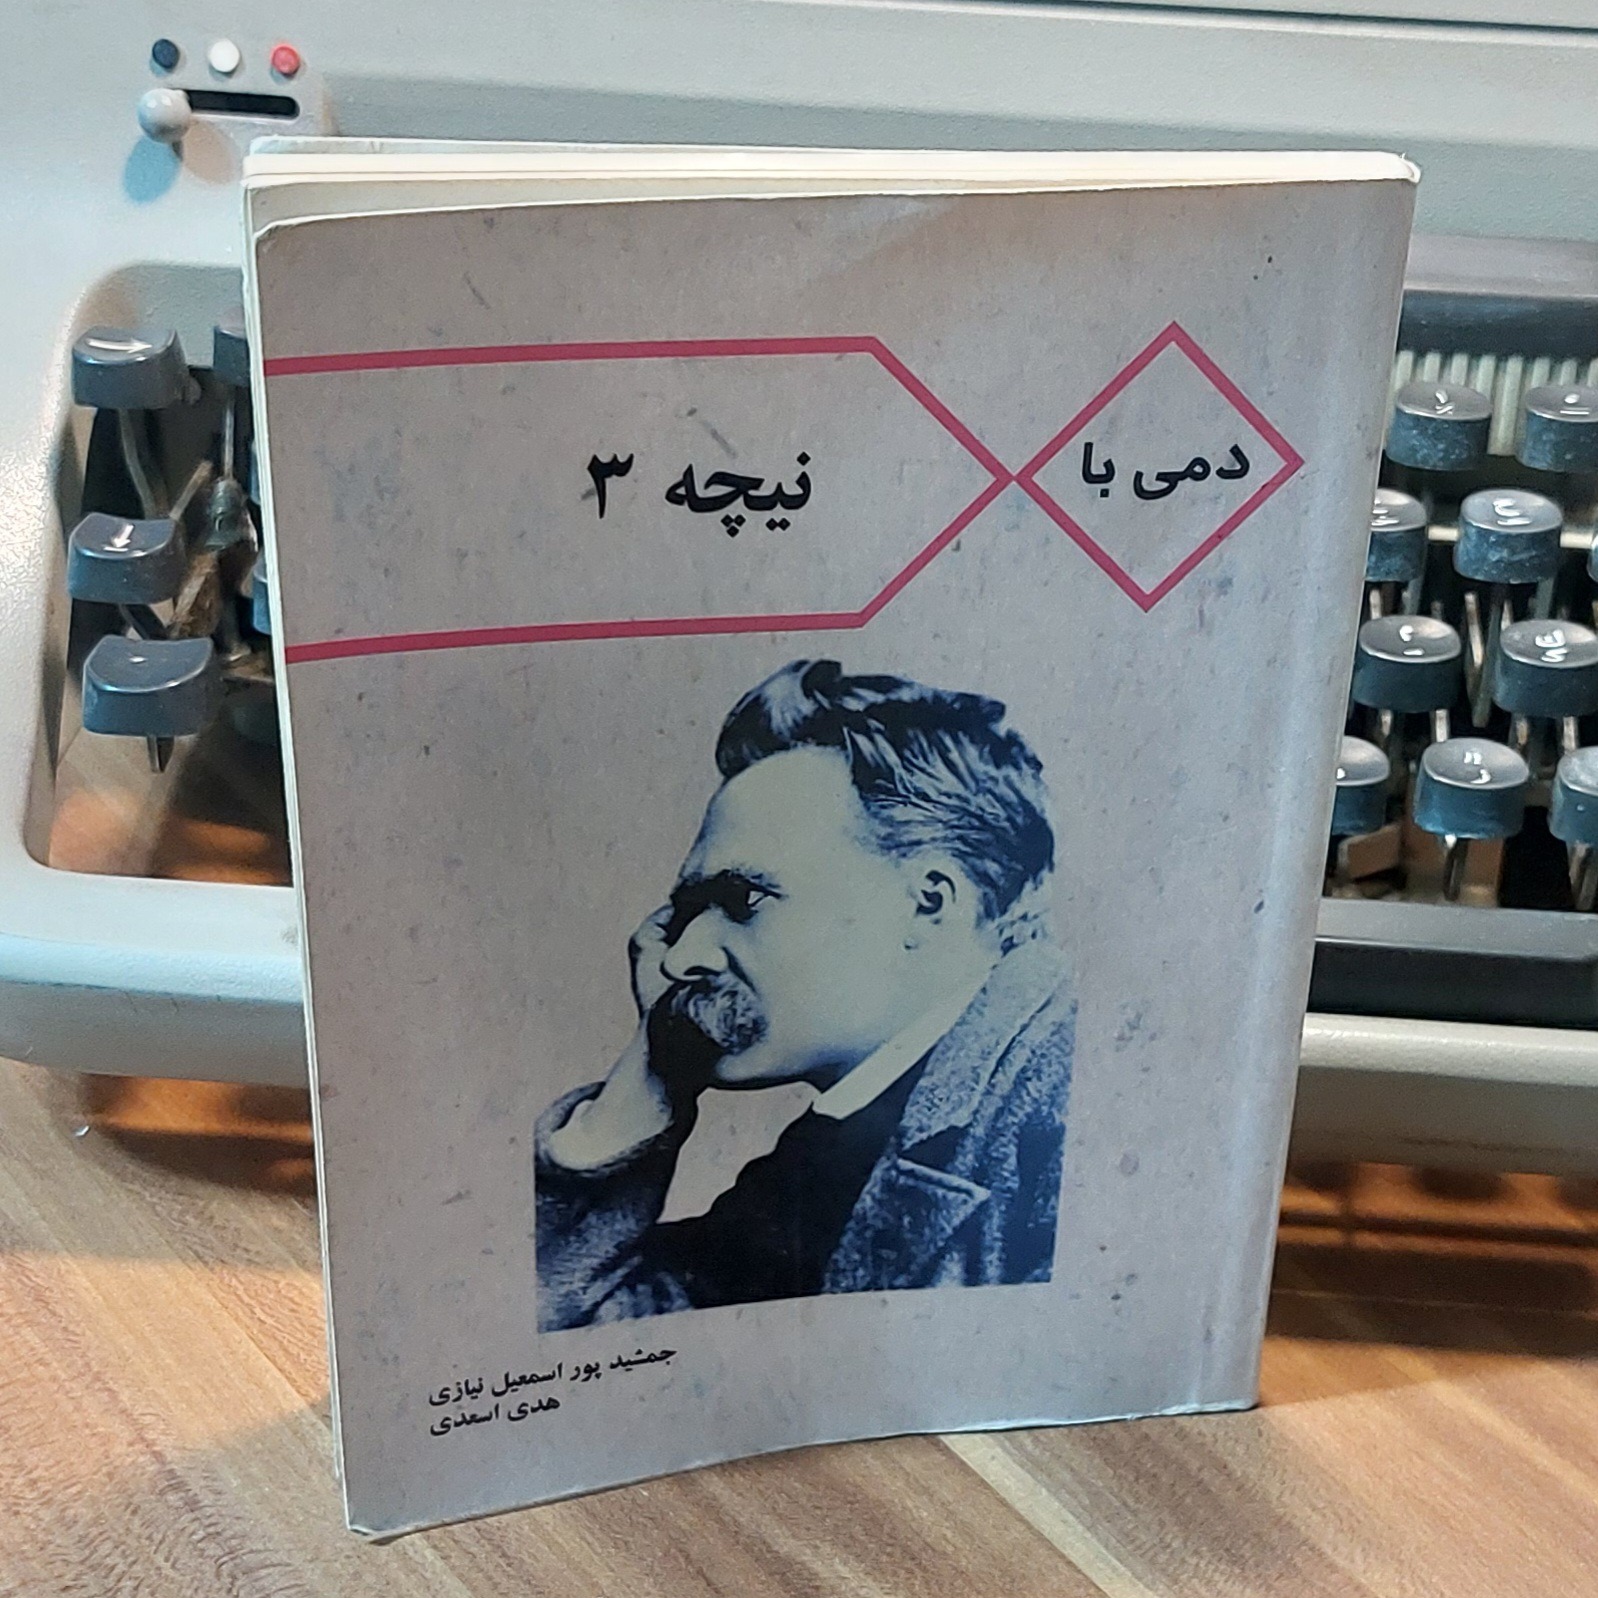 دمی با
نیچه ۳
جمشید پور اسمعیل نیازی
هدی اسعدی